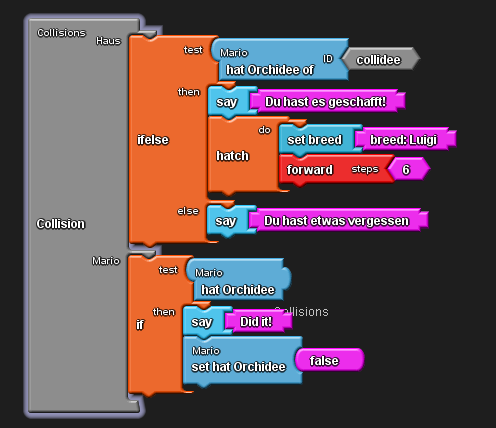 Collisions
Haus
test
Mario
hat Orchidee of
ID
collidee
then
say
Du hast es geschafft!
do
set breed
breed: Luigi
ifelse
hatch
forward
steps
6
else
say
Du hast etwas vergessen
Collision
Mario
test
Mario
hat Orchidee
then
Collisions
if
say
Did it!
Mario
set hat Orchidee
false